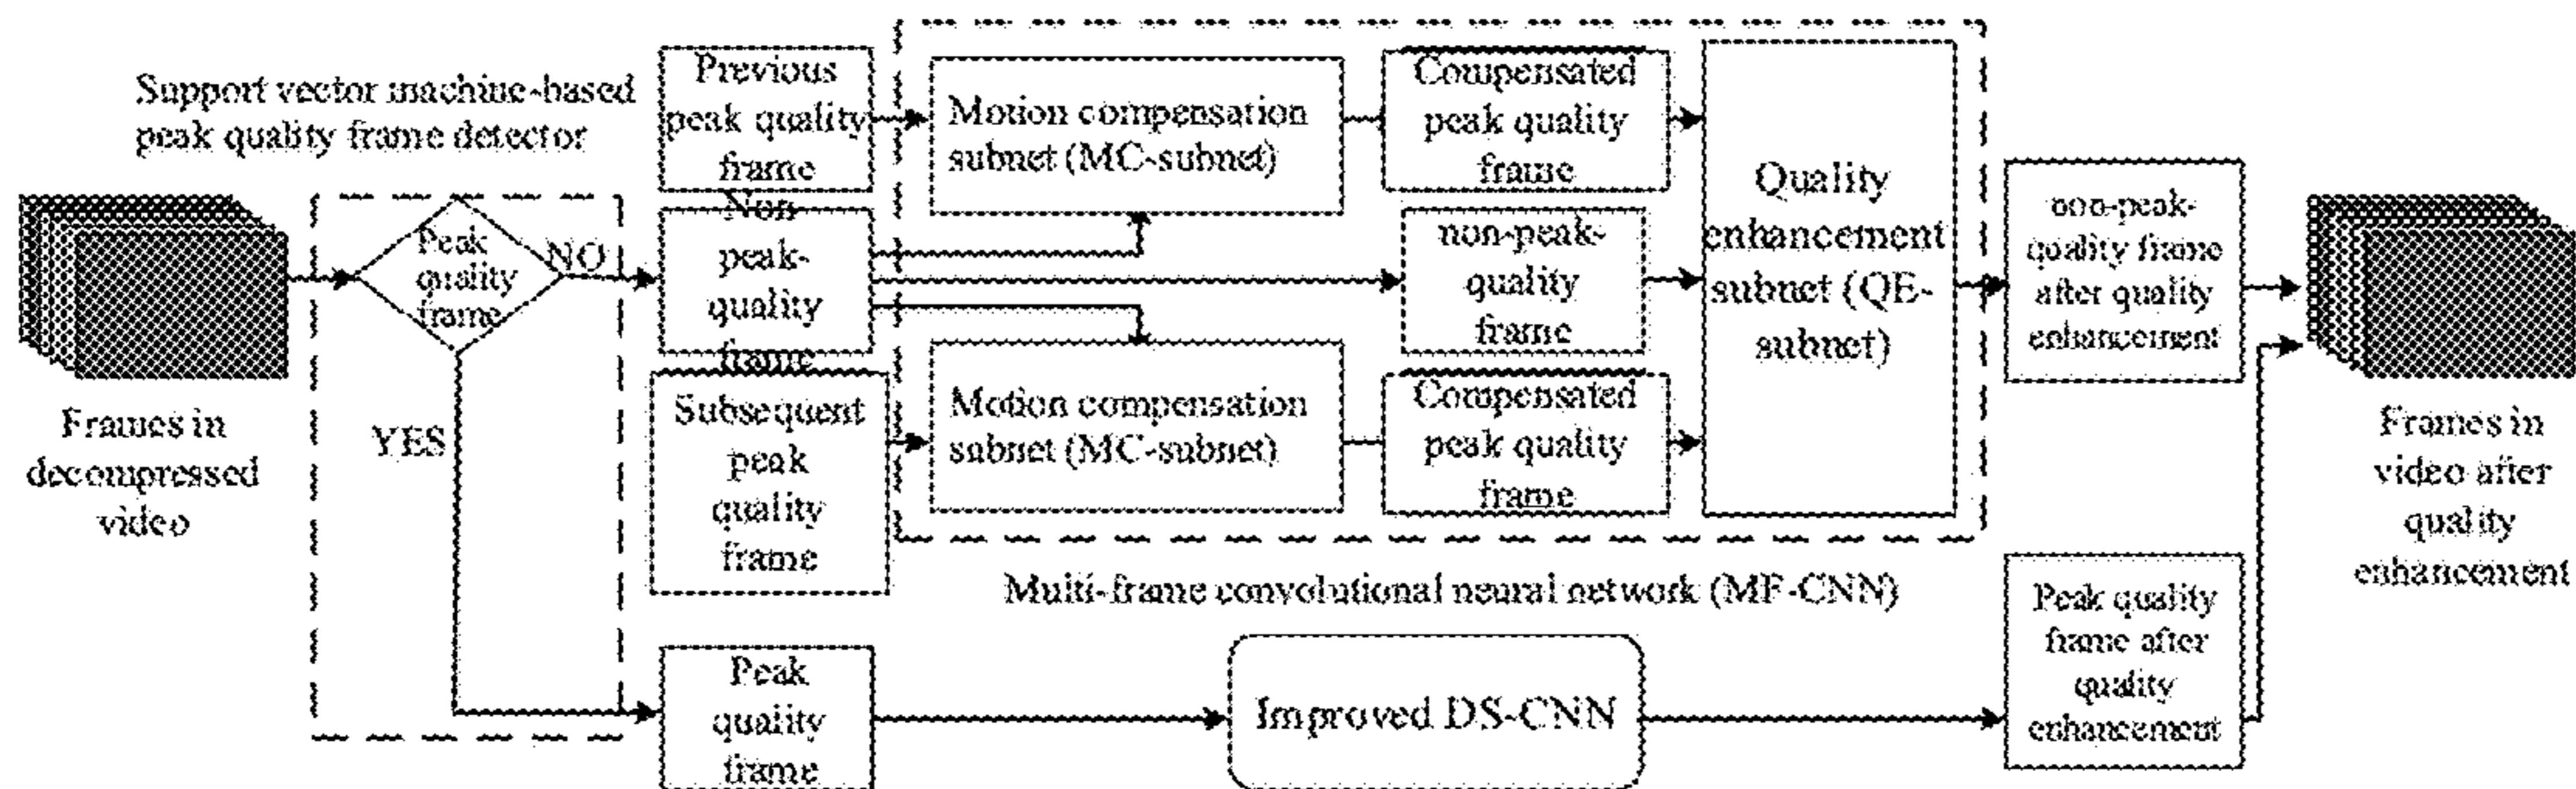 Support vector machine-based
peak quality frame detector
Frames in
decompressed
video
Peak
quality
frame
NO
YES
Previous
peak quality
frame
Non-
peak-
quality
frame
Subsequent
peak
quality
frame
Peak
quality
frame
Motion compensation
subnet (MC-subnet)
Motion compensation
subnet (MC-subnet)
Compensated
peak quality
frame
non-peak-
quality
frame
Compensated
peak quality
frame
Quality
enhancement
subnet (QE-
subnet)
Multi-frame convolutional neural network (MF-CNN)
Improved DS-CNN
non-peak-
quality frame
after quality
enhancement
Peak quality
frame after
quality
enhancement
Frames in
video after
quality
enhancement